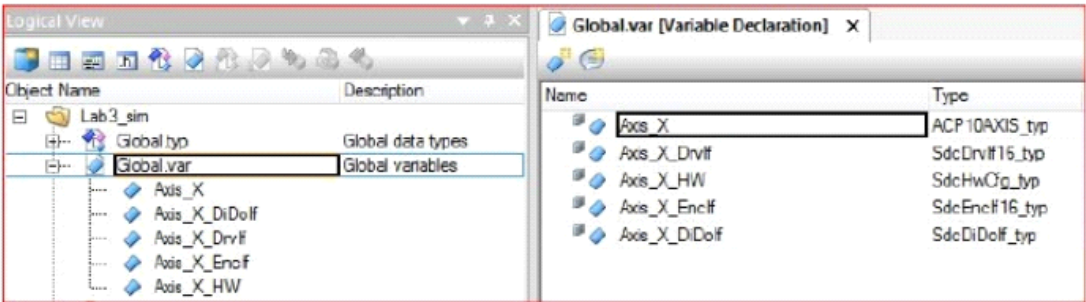 Logical View
Object Name Description
Lab3_sim
Global.typ Global data types
Global.var Global variables
Axis_X
Axis_X_DiDoIf
Axis_X_DrvIf
Axis_X_EncIf
Axis_X_HW
Global.var [Variable Declaration] X
Name Type
Axis_X ACP10AXIS_typ
Axis_X_DrvIf SdcDrvIf16_typ
Axis_X_HW SdcHwCfg_typ
Axis_X_EncIf SdcEncIf16_typ
Axis_X_DiDoIf SdcDiDoIf_typ